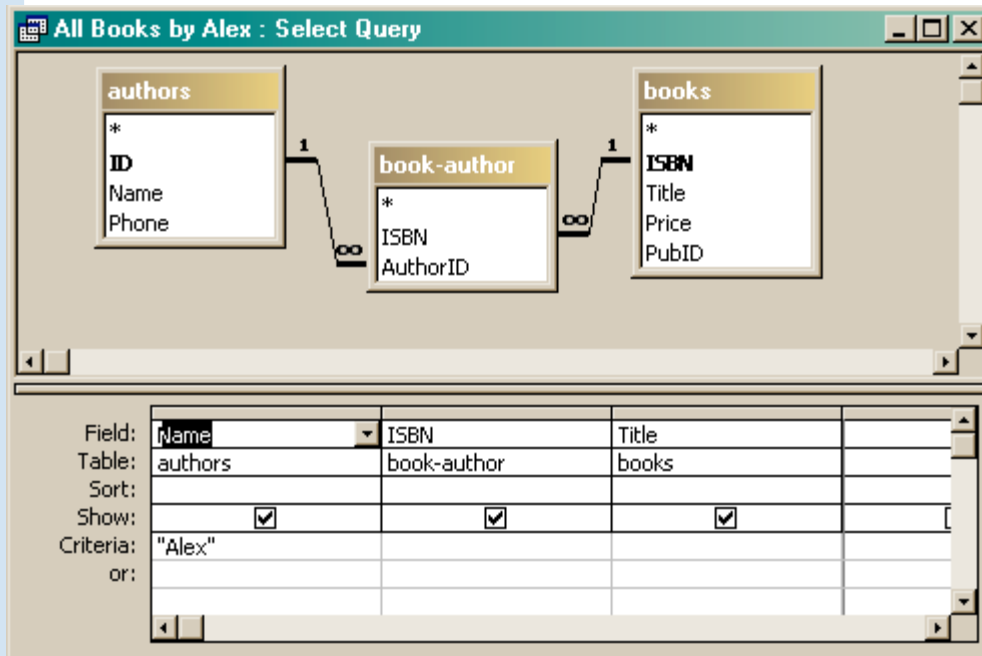 All Books by Alex : Select Query
authors
*
ID
Name
Phone
1
∞
book-author
*
ISBN
AuthorID
∞
1
books
*
ISBN
Title
Price
PubID
Field: Name ISBN Title
Table: authors book-author books
Sort:
Show:
Criteria: "Alex"
or: